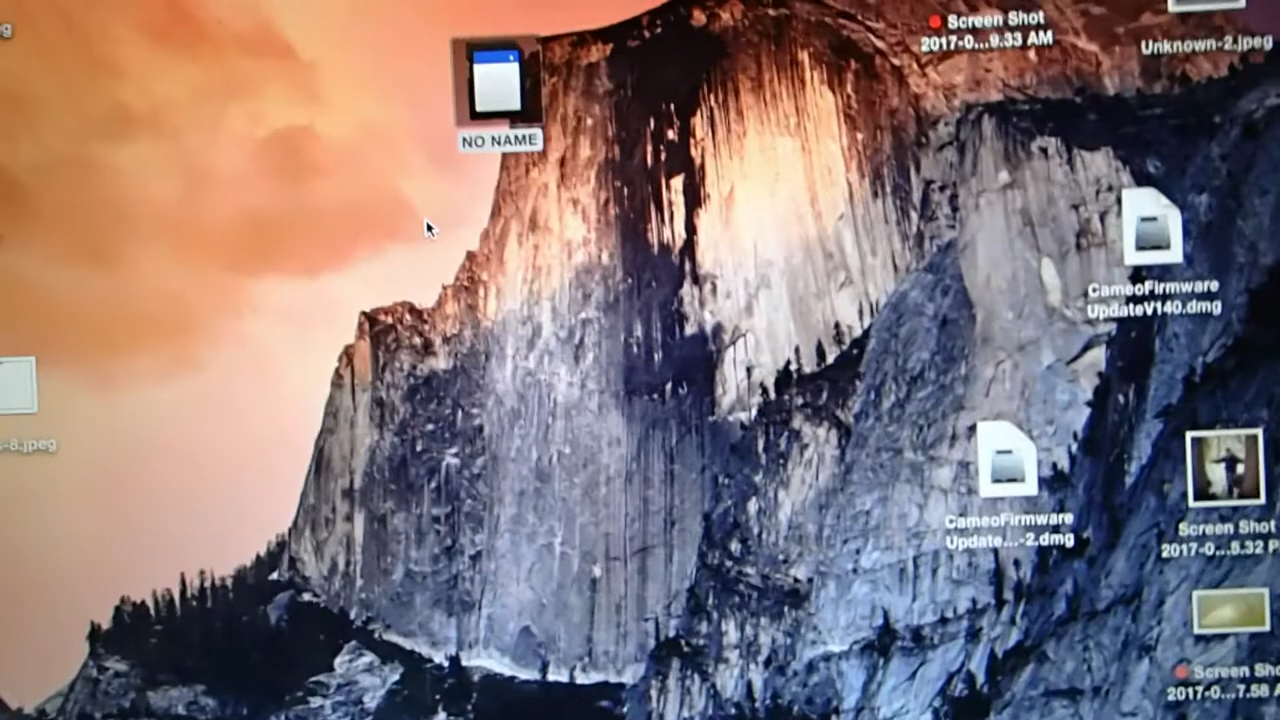 g
Screen Shot
2017-0...9.33 AM
Unknown-2.jpeg
NO NAME
CameoFirmware
UpdateV140.dmg
-8.jpeg
CameoFirmware
Update...-2.dmg
Screen Shot
2017-0...5.32 P
Screen Sho
2017-0...7.58 A